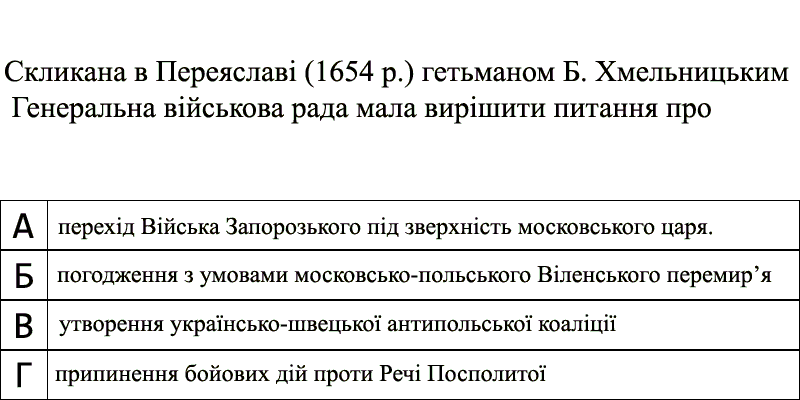 Скликана в Переяславі (1654 р.) гетьманом Б. Хмельницьким
Генеральна військова рада мала вирішити питання про
А перехід Війська Запорозького під зверхність московського царя.
Б погодження з умовами московсько-польського Віленського перемир’я
В утворення українсько-швецької антипольської коаліції
Г припинення бойових дій проти Речі Посполитої